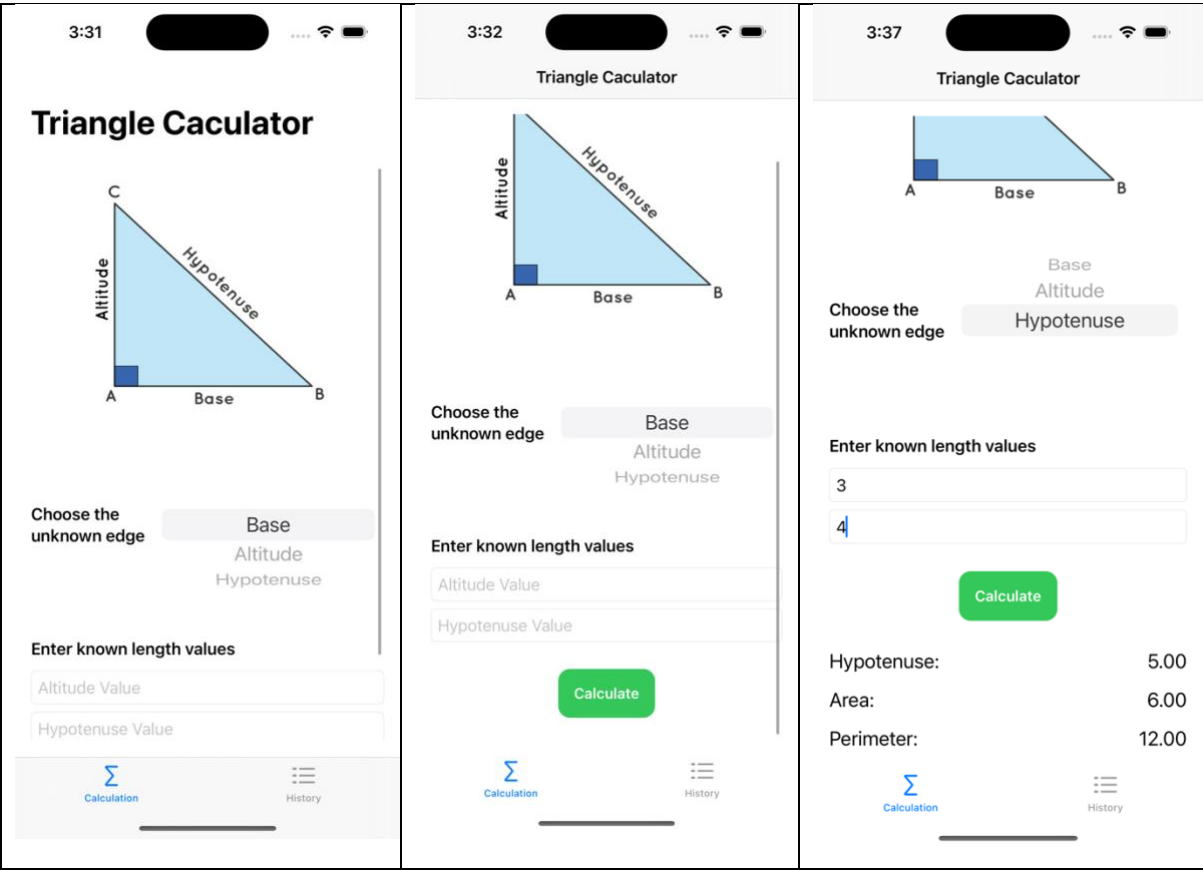 3:31
Triangle Caculator
C
Altitude
Hypotenuse
A
Base
B
Choose the
unknown edge
Base
Altitude
Hypotenuse
Enter known length values
Altitude Value
Hypotenuse Value
Calculation
History
3:32
Triangle Caculator
Altitude
Hypotenuse
A
Base
B
Choose the
unknown edge
Base
Altitude
Hypotenuse
Enter known length values
Altitude Value
Hypotenuse Value
Calculate
Calculation
History
3:37
Triangle Caculator
A
Base
B
Base
Altitude
Choose the
unknown edge
Hypotenuse
Enter known length values
3
4
Calculate
Hypotenuse: 5.00
Area: 6.00
Perimeter: 12.00
Calculation
History